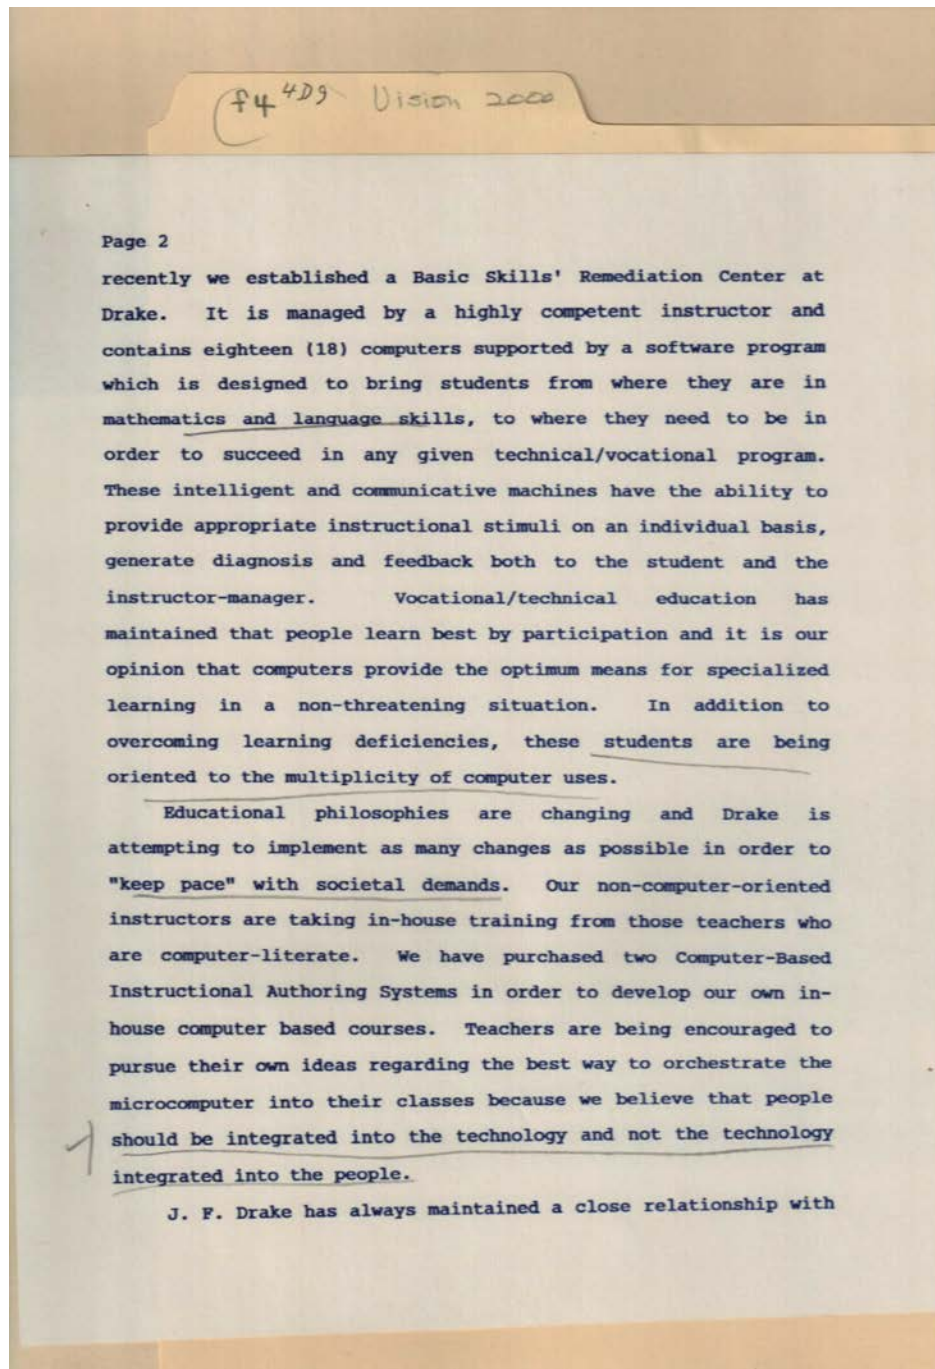 f4 4D9 Vision 2000
Page 2
recently we established a Basic Skills' Remediation Center at
Drake. It is managed by a highly competent instructor and
contains eighteen (18) computers supported by a software program
which is designed to bring students from where they are in
mathematics and language skills, to where they need to be in
order to succeed in any given technical/vocational program.
These intelligent and communicative machines have the ability to
provide appropriate instructional stimuli on an individual basis,
generate diagnosis and feedback both to the student and the
instructor-manager. Vocational/technical education has
maintained that people learn best by participation and it is our
opinion that computers provide the optimum means for specialized
learning in a non-threatening situation. In addition to
overcoming learning deficiencies, these students are being
oriented to the multiplicity of computer uses.
Educational philosophies are changing and Drake is
attempting to implement as many changes as possible in order to
"keep pace" with societal demands. Our non-computer-oriented
instructors are taking in-house training from those teachers who
are computer-literate. We have purchased two Computer-Based
Instructional Authoring Systems in order to develop our own in-
house computer based courses. Teachers are being encouraged to
pursue their own ideas regarding the best way to orchestrate the
microcomputer into their classes because we believe that people
should be integrated into the technology and not the technology
integrated into the people.
J. F. Drake has always maintained a close relationship with